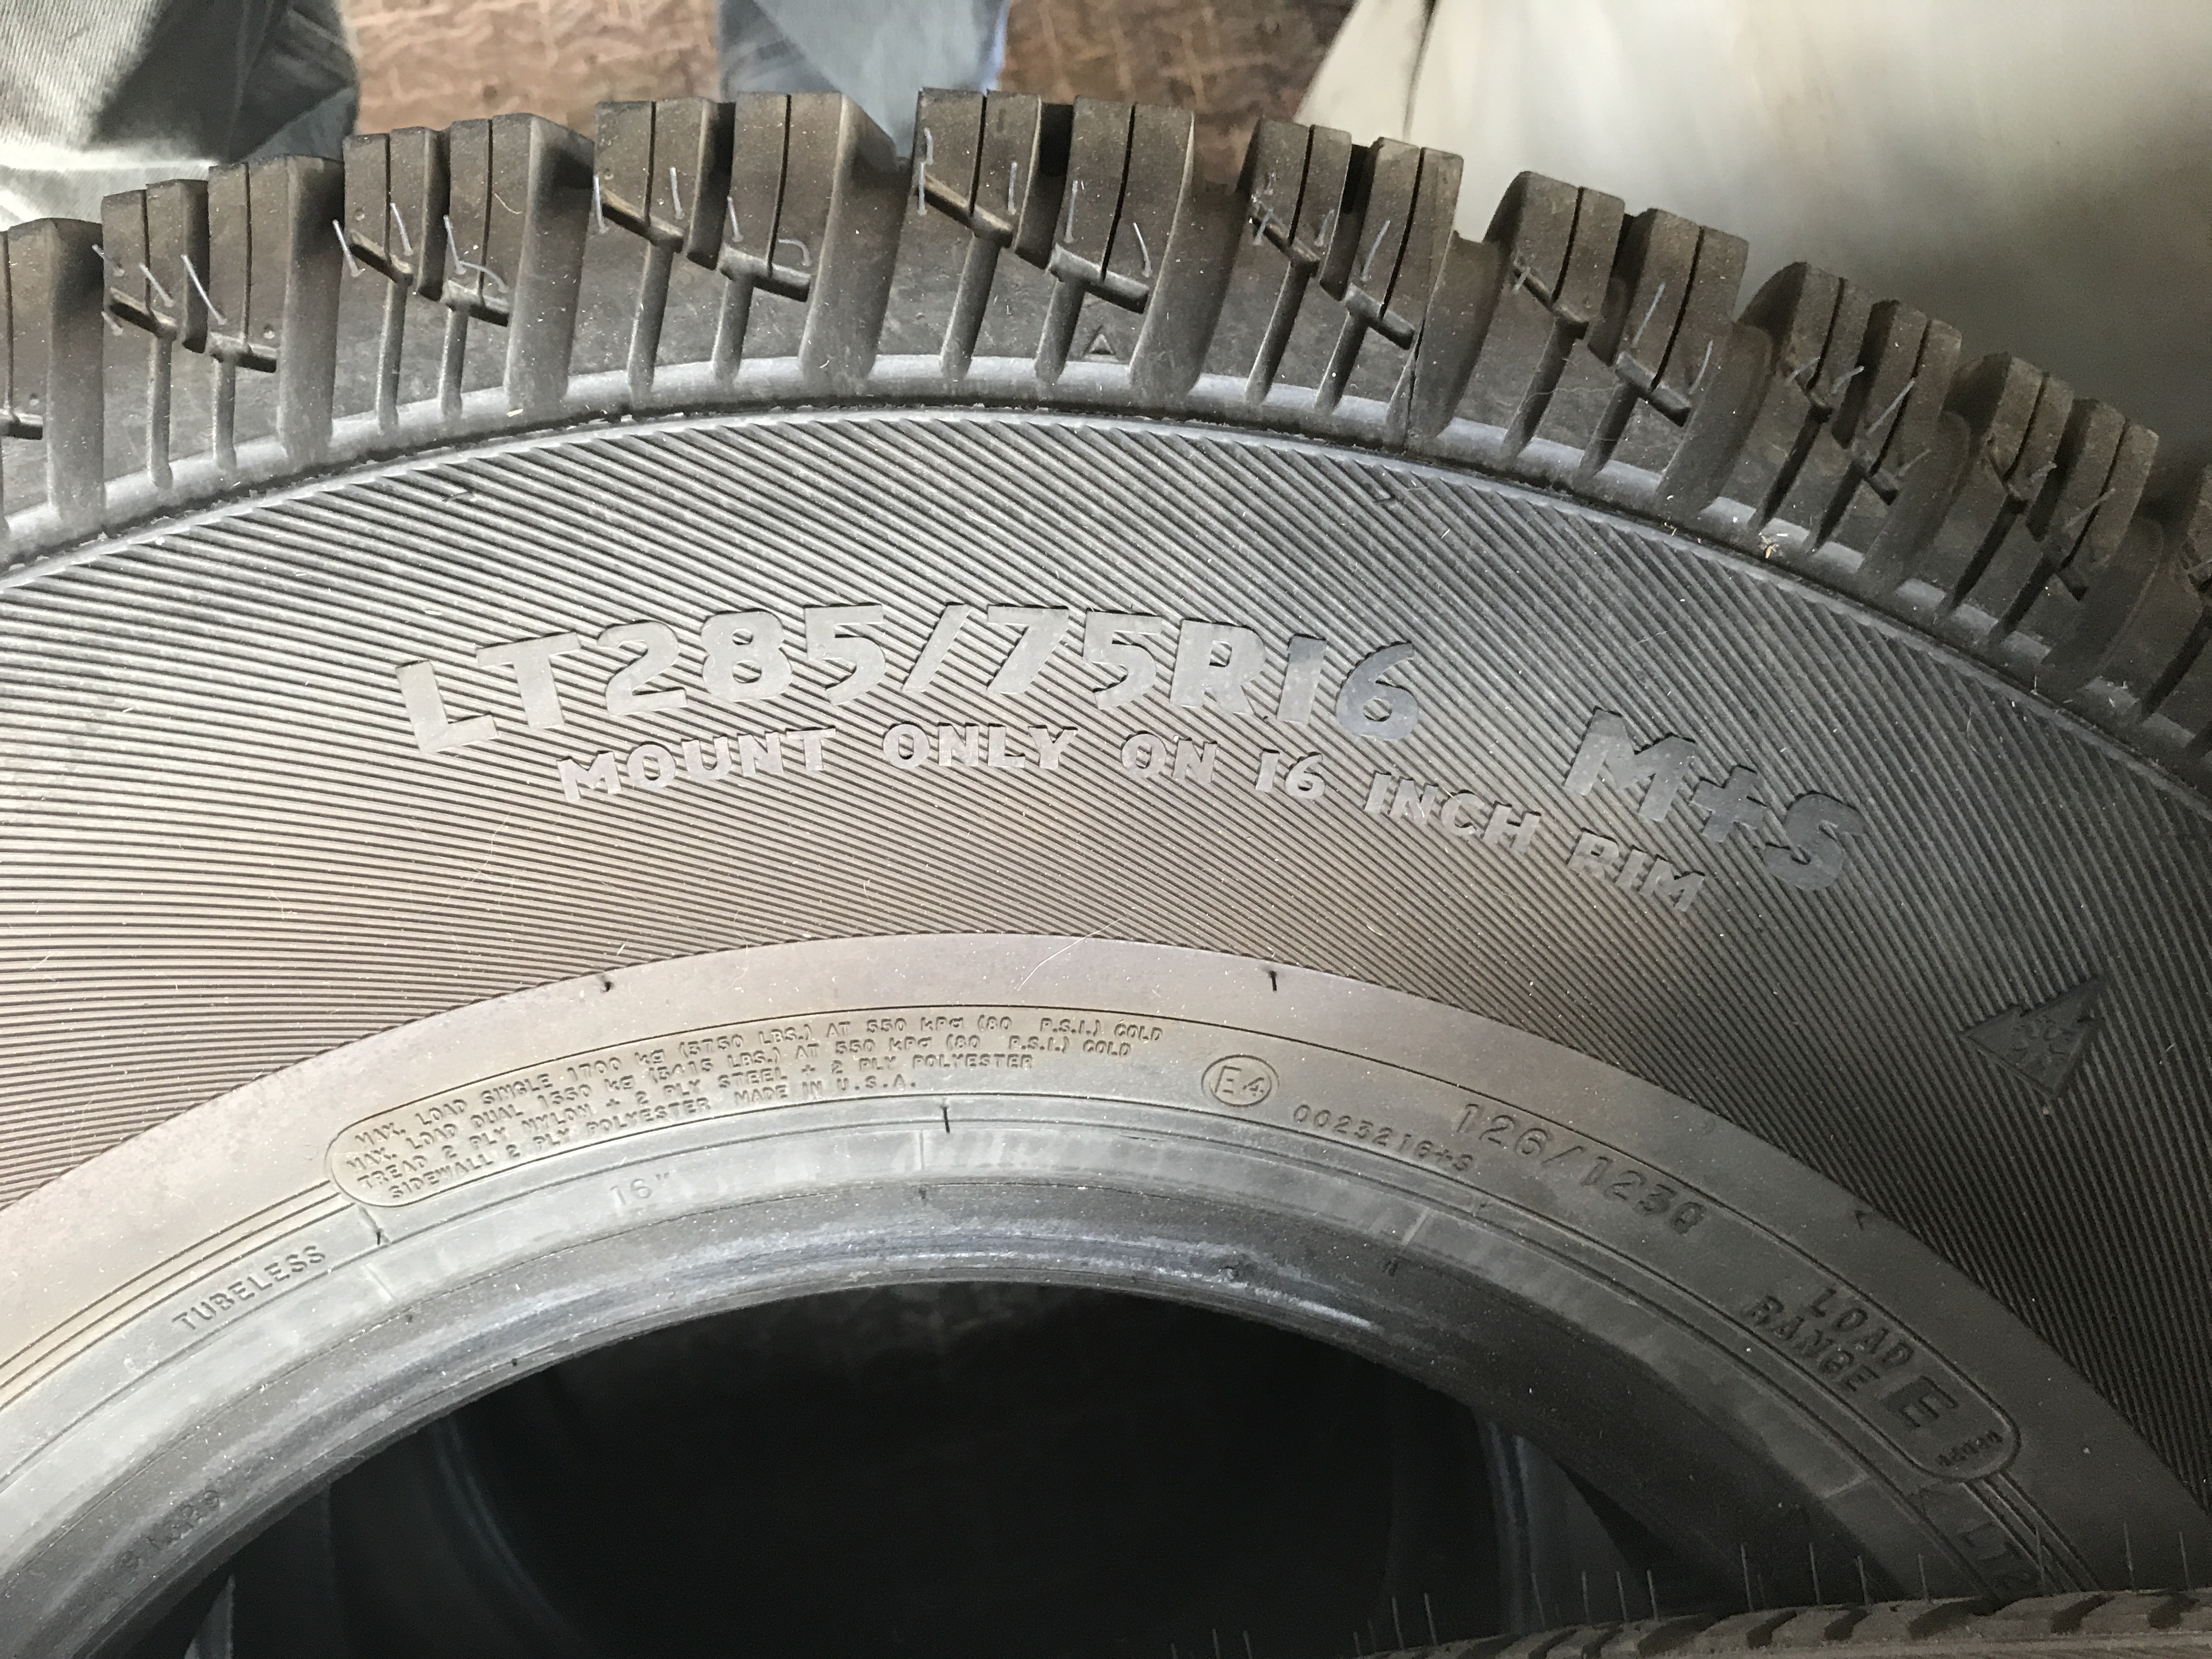 LT285/75R16 M+S
MOUNT ONLY ON 16 INCH RIM
MAX. LOAD SINGLE 1700 kg (3750 LBS.) AT 550 kPa (80 P.S.I.) COLD
MAX. LOAD DUAL 1550 kg (3415 LBS.) AT 550 kPa (80 P.S.I.) COLD
TREAD 2 PLY NYLON + 2 PLY STEEL + 2 PLY POLYESTER
SIDEWALL 2 PLY POLYESTER MADE IN U.S.A.
E4
0023216+S
126/123Q
LOAD
RANGE E
TUBELESS
16"
LT2